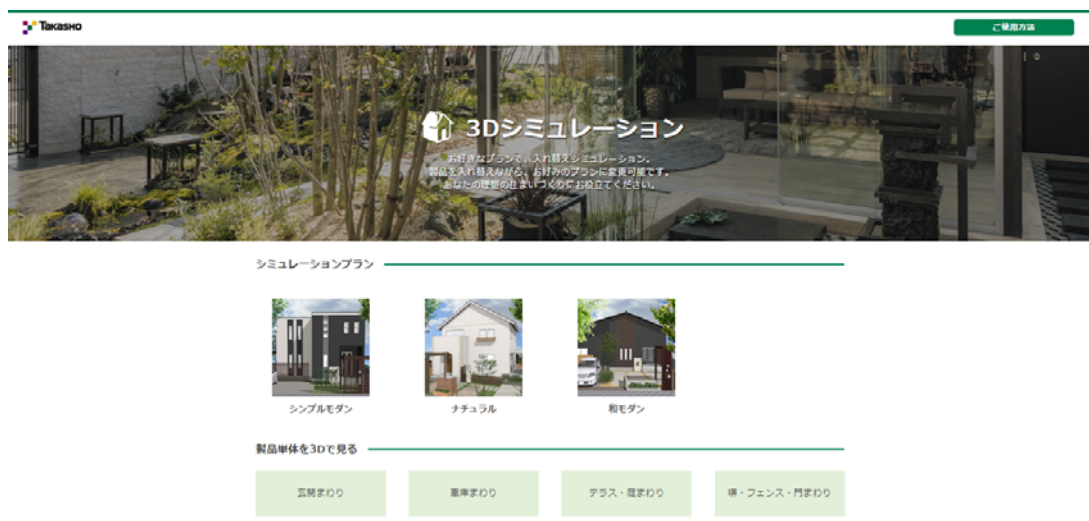 Takasho
ご使用方法
3Dシミュレーション
お好きなプランで、入れ替えシミュレーション。
製品を入れ替えながら、お好みのプランに変更可能です。
あなたの理想の住まいづくりにお役立てください。
シミュレーションプラン
シンプルモダン
ナチュラル
和モダン
製品単体を3Dで見る
玄関まわり
車庫まわり
テラス・庭まわり
塀・フェンス・門まわり